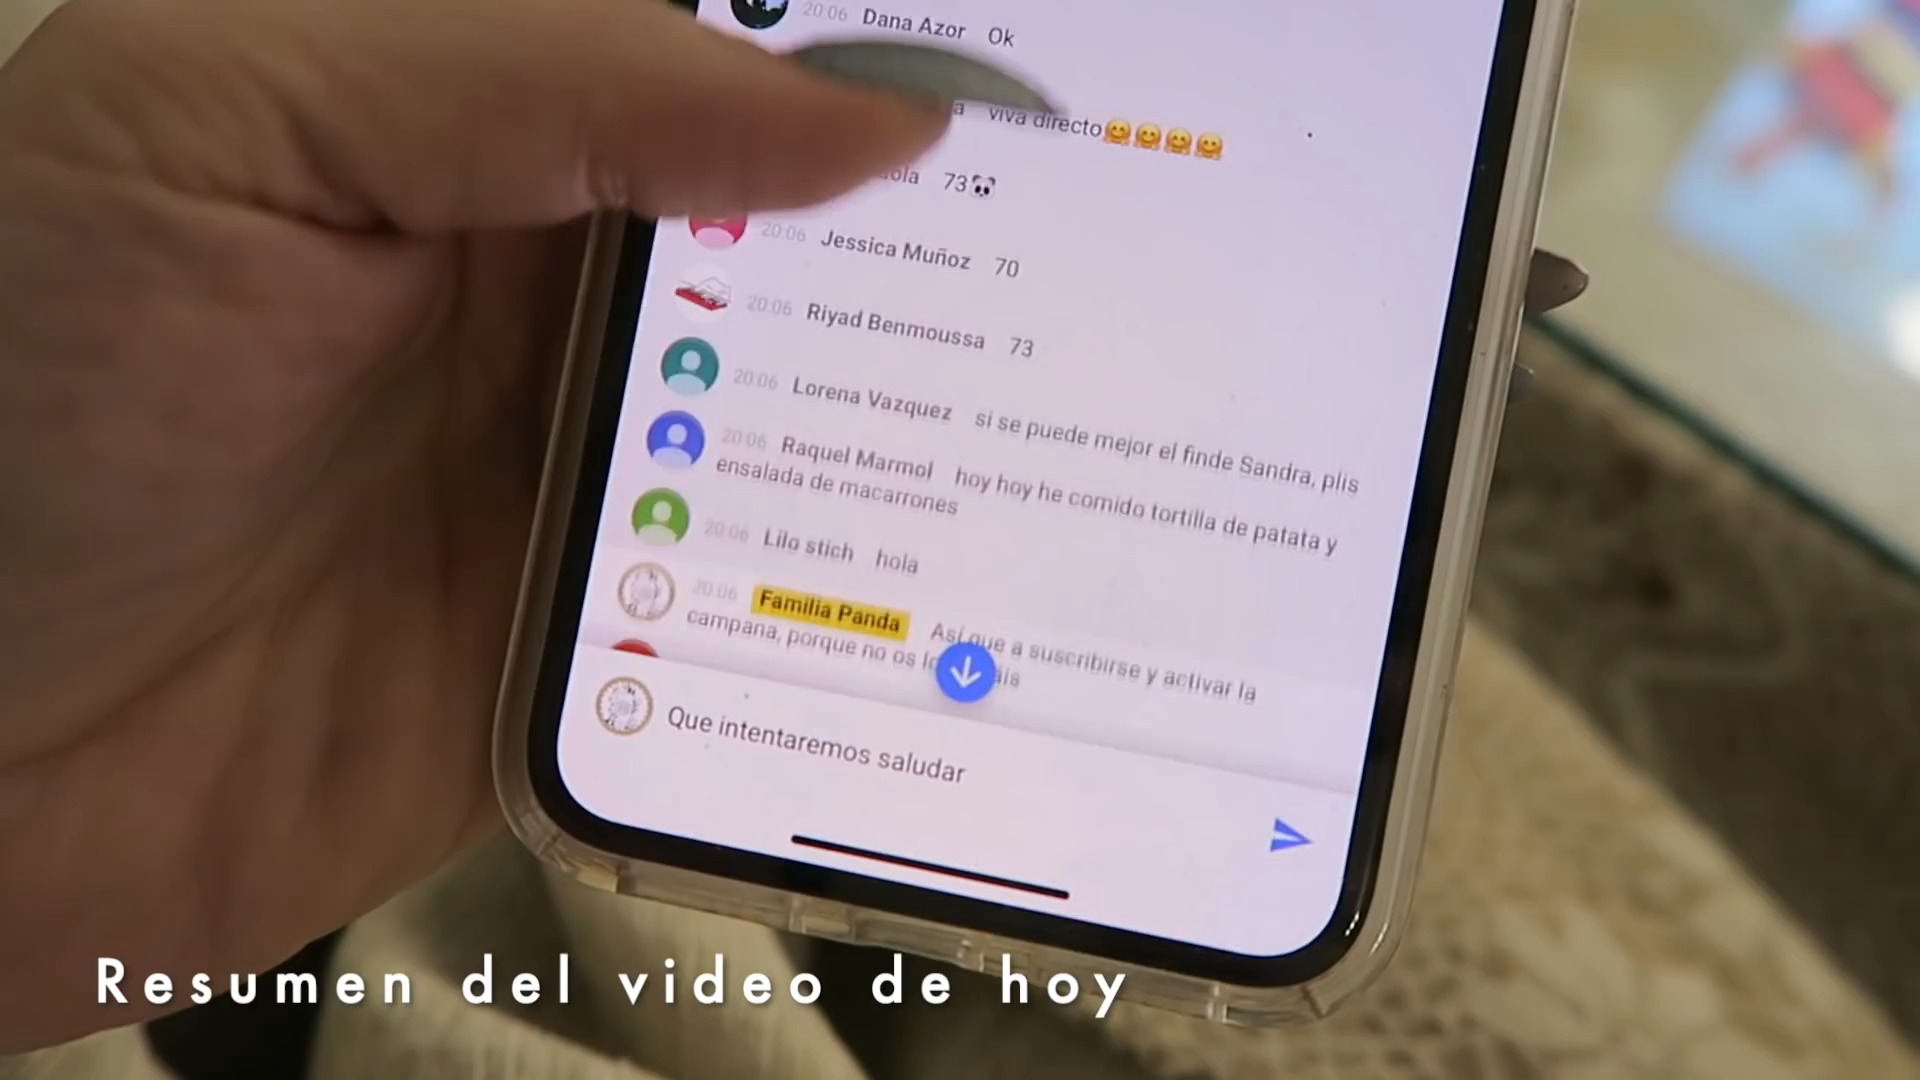 20:06 Dana Azor Ok
a viva directo🤗🤗🤗🤗
ola 73🐼
20:06 Jessica Muñoz 70
20:06 Riyad Benmoussa 73
20:06 Lorena Vazquez si se puede mejor el finde Sandra, plis
20:06 Raquel Marmol hoy hoy he comido tortilla de patata y
ensalada de macarrones
20:06 Lilo stich hola
20:06 Familia Panda Así que a suscribirse y activar la
campana, porque no os
Que intentaremos saludar
Resumen del video de hoy